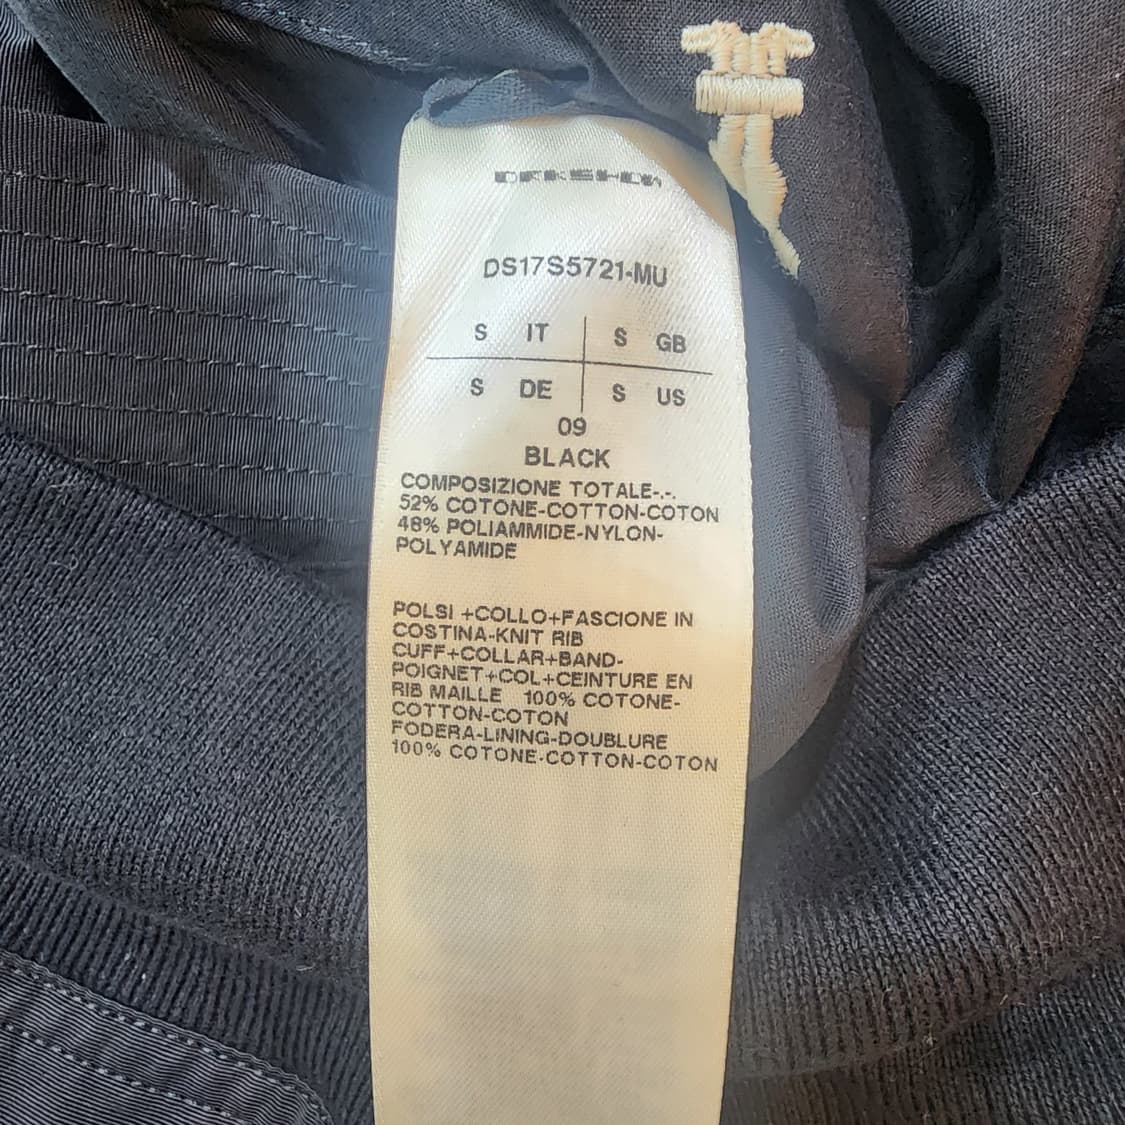 DRKSHDW
DS17S5721-MU
S IT S GB
S DE S US
09
BLACK
COMPOSIZIONE TOTALE-.-.
52% COTONE-COTTON-COTON
48% POLIAMMIDE-NYLON-
POLYAMIDE
POLSI +COLLO+FASCIONE IN
COSTINA-KNIT RIB
CUFF+COLLAR+BAND-
POIGNET+COL+CEINTURE EN
RIB MAILLE 100% COTONE-
COTTON-COTON
FODERA-LINING-DOUBLURE
100% COTONE-COTTON-COTON